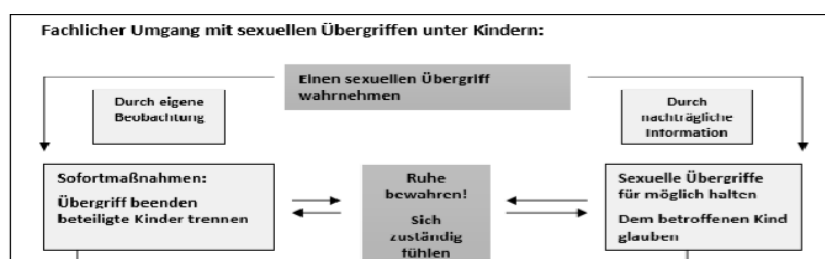 Fachlicher Umgang mit sexuellen Übergriffen unter Kindern:
Einen sexuellen Übergriff
wahrnehmen
Durch eigene
Beobachtung
Durch
nachträgliche
Information
Sofortmaßnahmen:
Übergriff beenden
beteiligte Kinder trennen
Ruhe
bewahren!
Sich
zuständig
fühlen
Sexuelle Übergriffe
für möglich halten
Dem betroffenen Kind
glauben